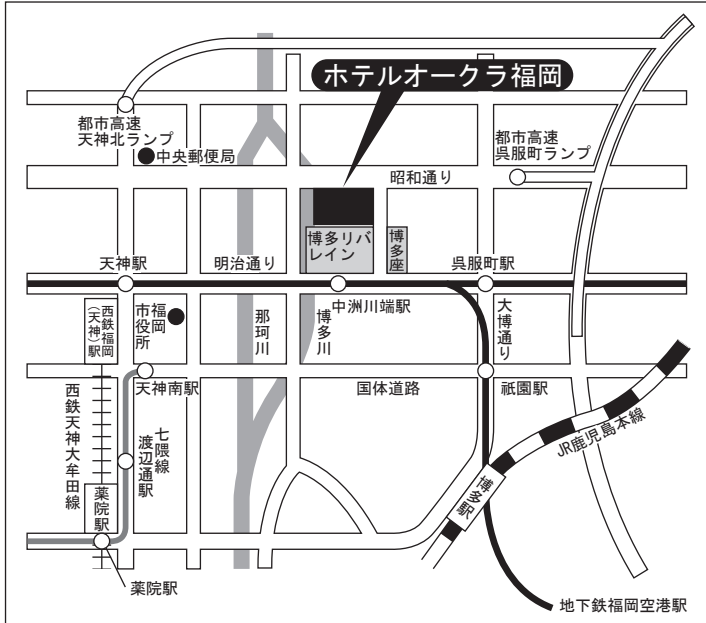 ホテルオークラ福岡
都市高速
天神北ランプ
中央郵便局
都市高速
呉服町ランプ
昭和通り
博多リバ
レイン
博多座
天神駅
明治通り
呉服町駅
中洲川端駅
西鉄福岡
(天神)駅
福岡
市役所
那珂川
博多川
大博通り
天神南駅
国体道路
祇園駅
西鉄天神大牟田線
七隈線
渡辺通駅
JR鹿児島本線
博多駅
薬院駅
薬院駅
地下鉄福岡空港駅